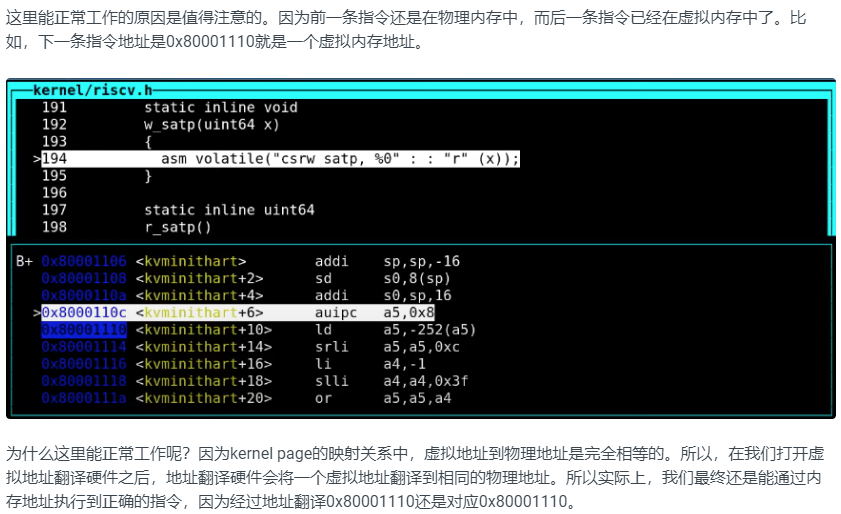 这里能正常工作的原因是值得注意的。因为前一条指令还是在物理内存中，而后一条指令已经在虚拟内存中了。比
如，下一条指令地址是0x80001110就是一个虚拟内存地址。
kernel/riscv.h
191 static inline void
192 w_satp(uint64 x)
193 {
>194 asm volatile("csrw satp, %0" : : "r" (x));
195 }
196
197 static inline uint64
198 r_satp()
B+ 0x80001106 <kvminithart> addi sp,sp,-16
0x80001108 <kvminithart+2> sd s0,8(sp)
0x8000110a <kvminithart+4> addi s0,sp,16
>0x8000110c <kvminithart+6> auipc a5,0x8
0x80001110 <kvminithart+10> ld a5,-252(a5)
0x80001114 <kvminithart+14> srli a5,a5,0xc
0x80001116 <kvminithart+16> li a4,-1
0x80001118 <kvminithart+18> slli a4,a4,0x3f
0x8000111a <kvminithart+20> or a5,a5,a4
为什么这里能正常工作呢？因为kernel page的映射关系中，虚拟地址到物理地址是完全相等的。所以，在我们打开虚
拟地址翻译硬件之后，地址翻译硬件会将一个虚拟地址翻译到相同的物理地址。所以实际上，我们最终还是能通过内
存地址执行到正确的指令，因为经过地址翻译0x80001110还是对应0x80001110。